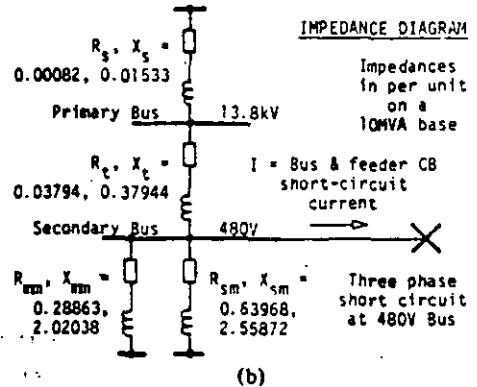 IMPEDANCE DIAGRAM
Rs, Xs =
0.00082, 0.01533
Impedances
in per unit
on a
10MVA base
Primary Bus
13.8kV
Rt, Xt =
0.03794, 0.37944
I = Bus & feeder CB
short-circuit
current
Secondary Bus
480V
Rmm, Xmm =
0.28863,
2.02038
Rsm, Xsm =
0.63968,
2.55872
Three phase
short circuit
at 480V Bus
(b)